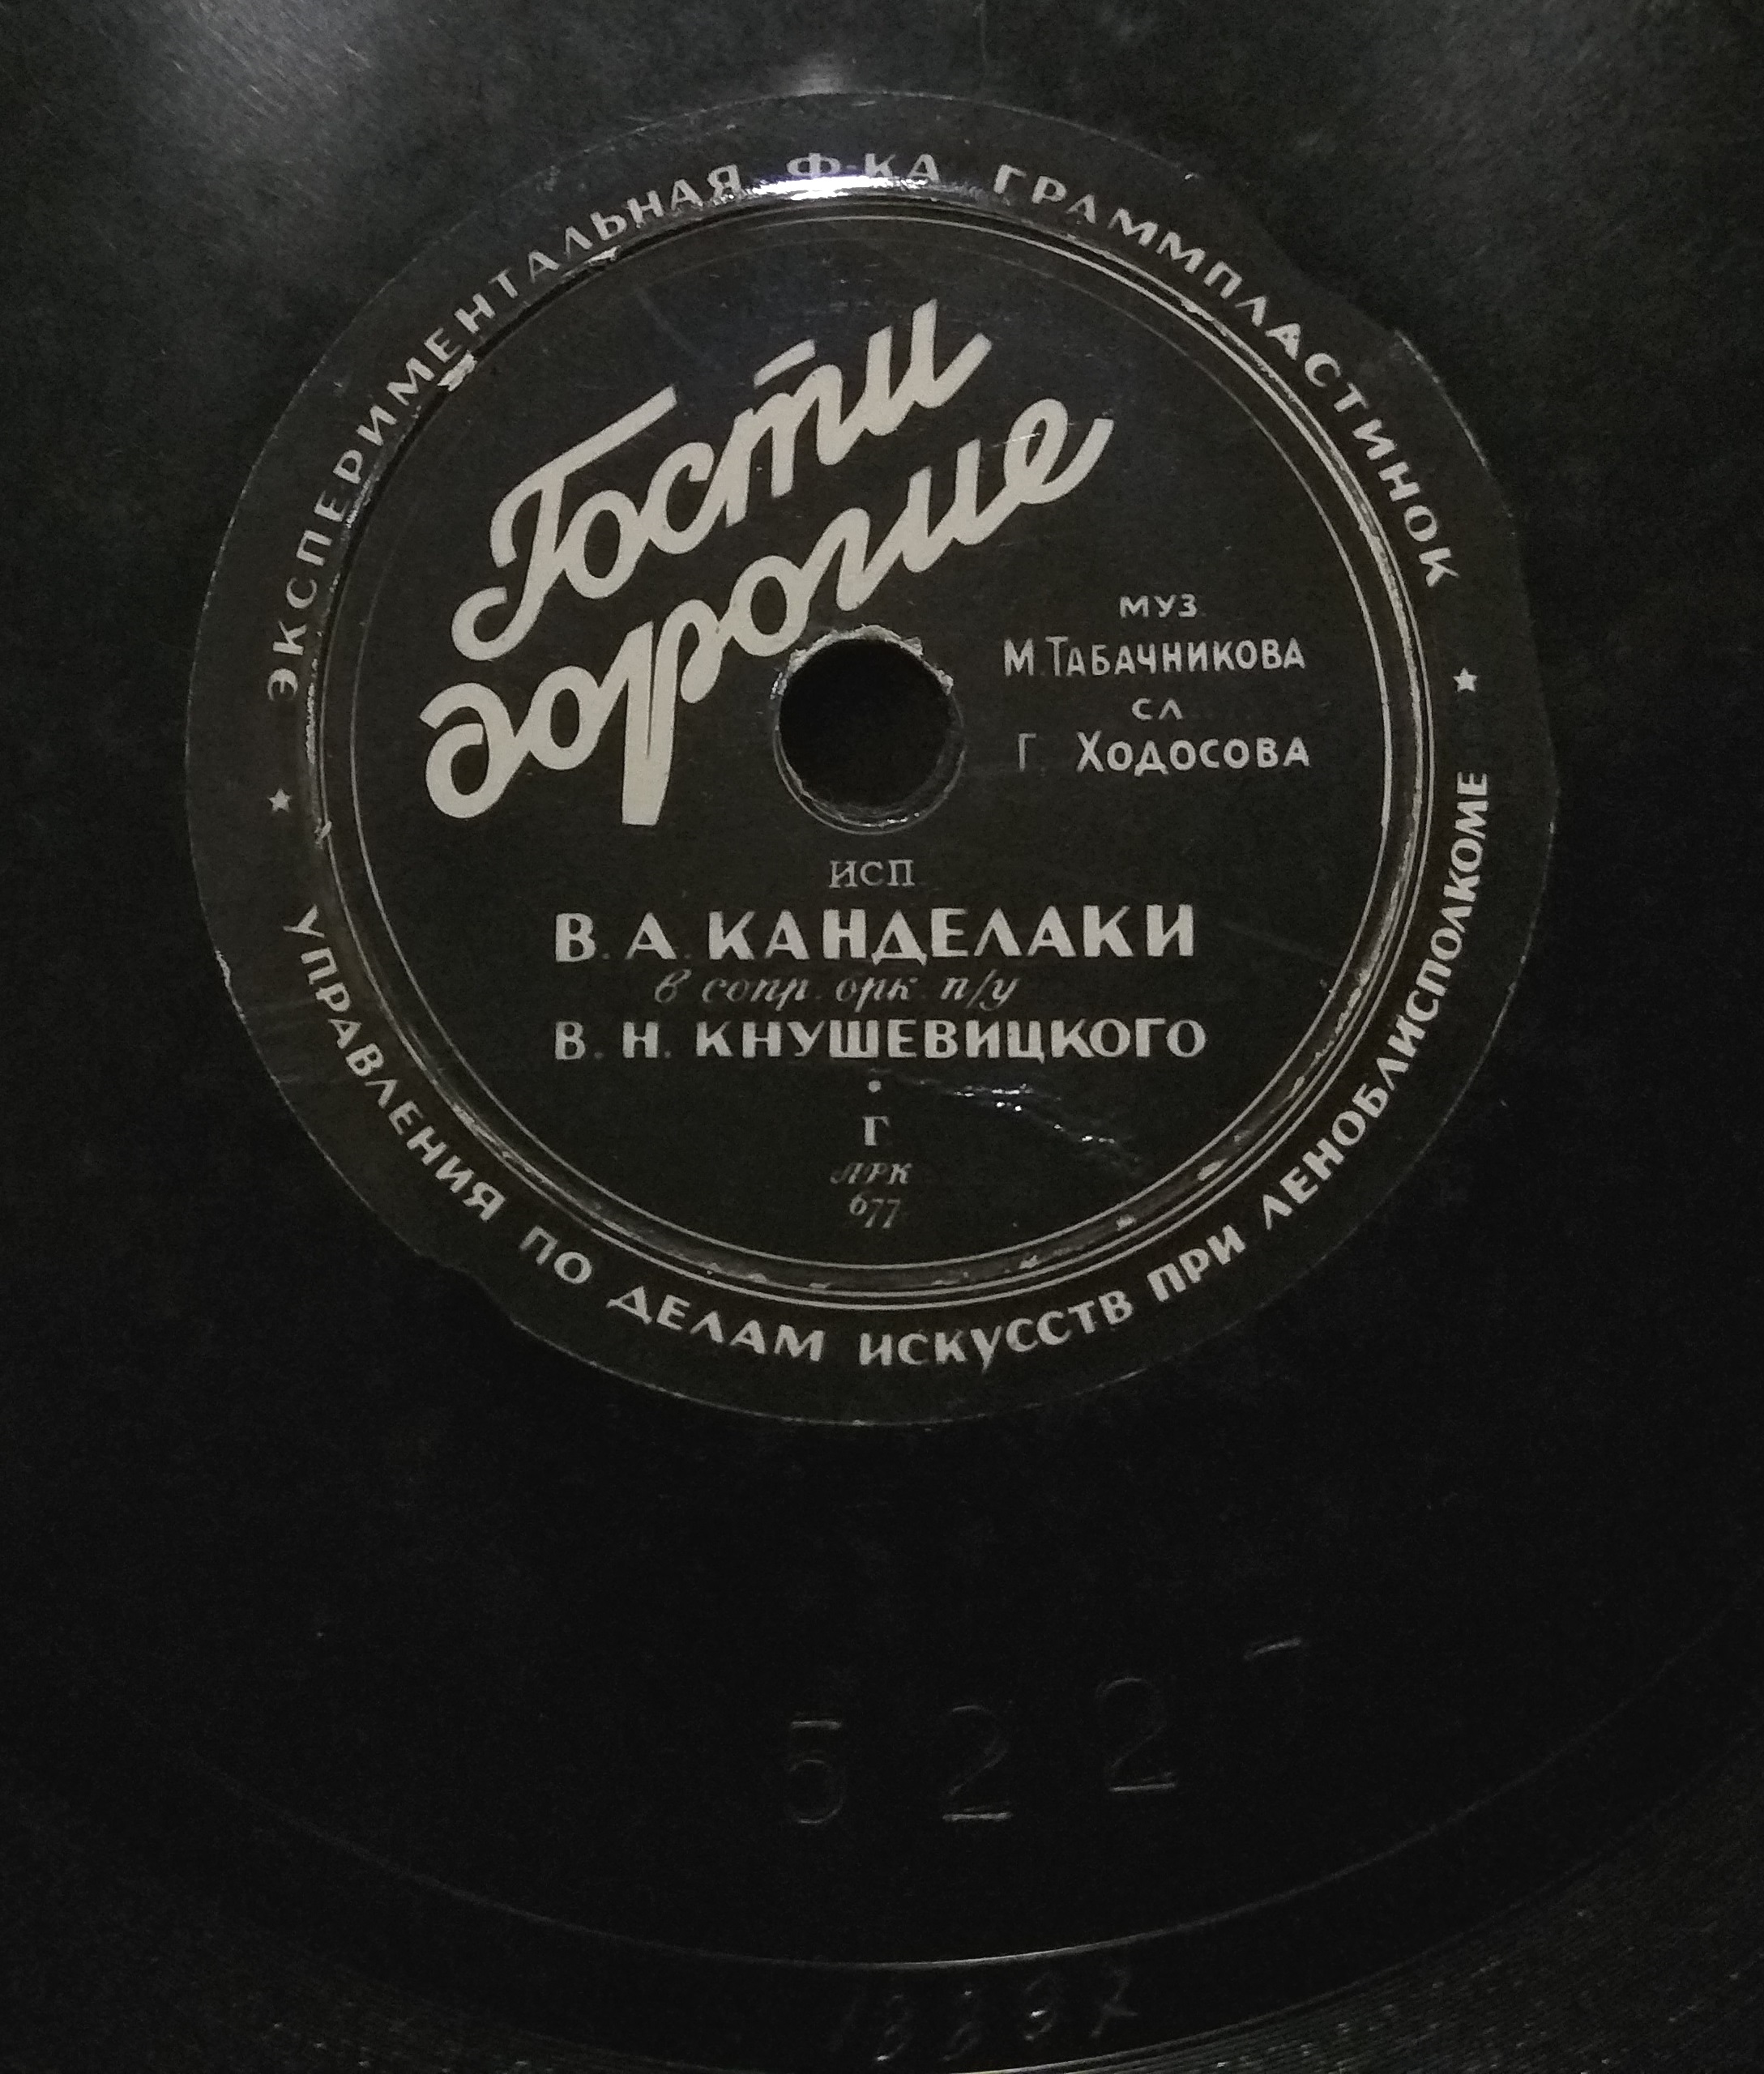 ЭКСПЕРИМЕНТАЛЬНАЯ Ф-КА ГРАММПЛАСТИНОК
Гости
дорогие
МУЗ
М. ТАБАЧНИКОВА
СЛ
Г. ХОДОСОВА
ИСП
В. А. КАНДЕЛАКИ
в сопр. орк. п/у
В. Н. КНУШЕВИЦКОГО
Г
ЛРК
677
УПРАВЛЕНИЯ ПО ДЕЛАМ ИСКУССТВ ПРИ ЛЕНОБЛИСПОЛКОМЕ
522-